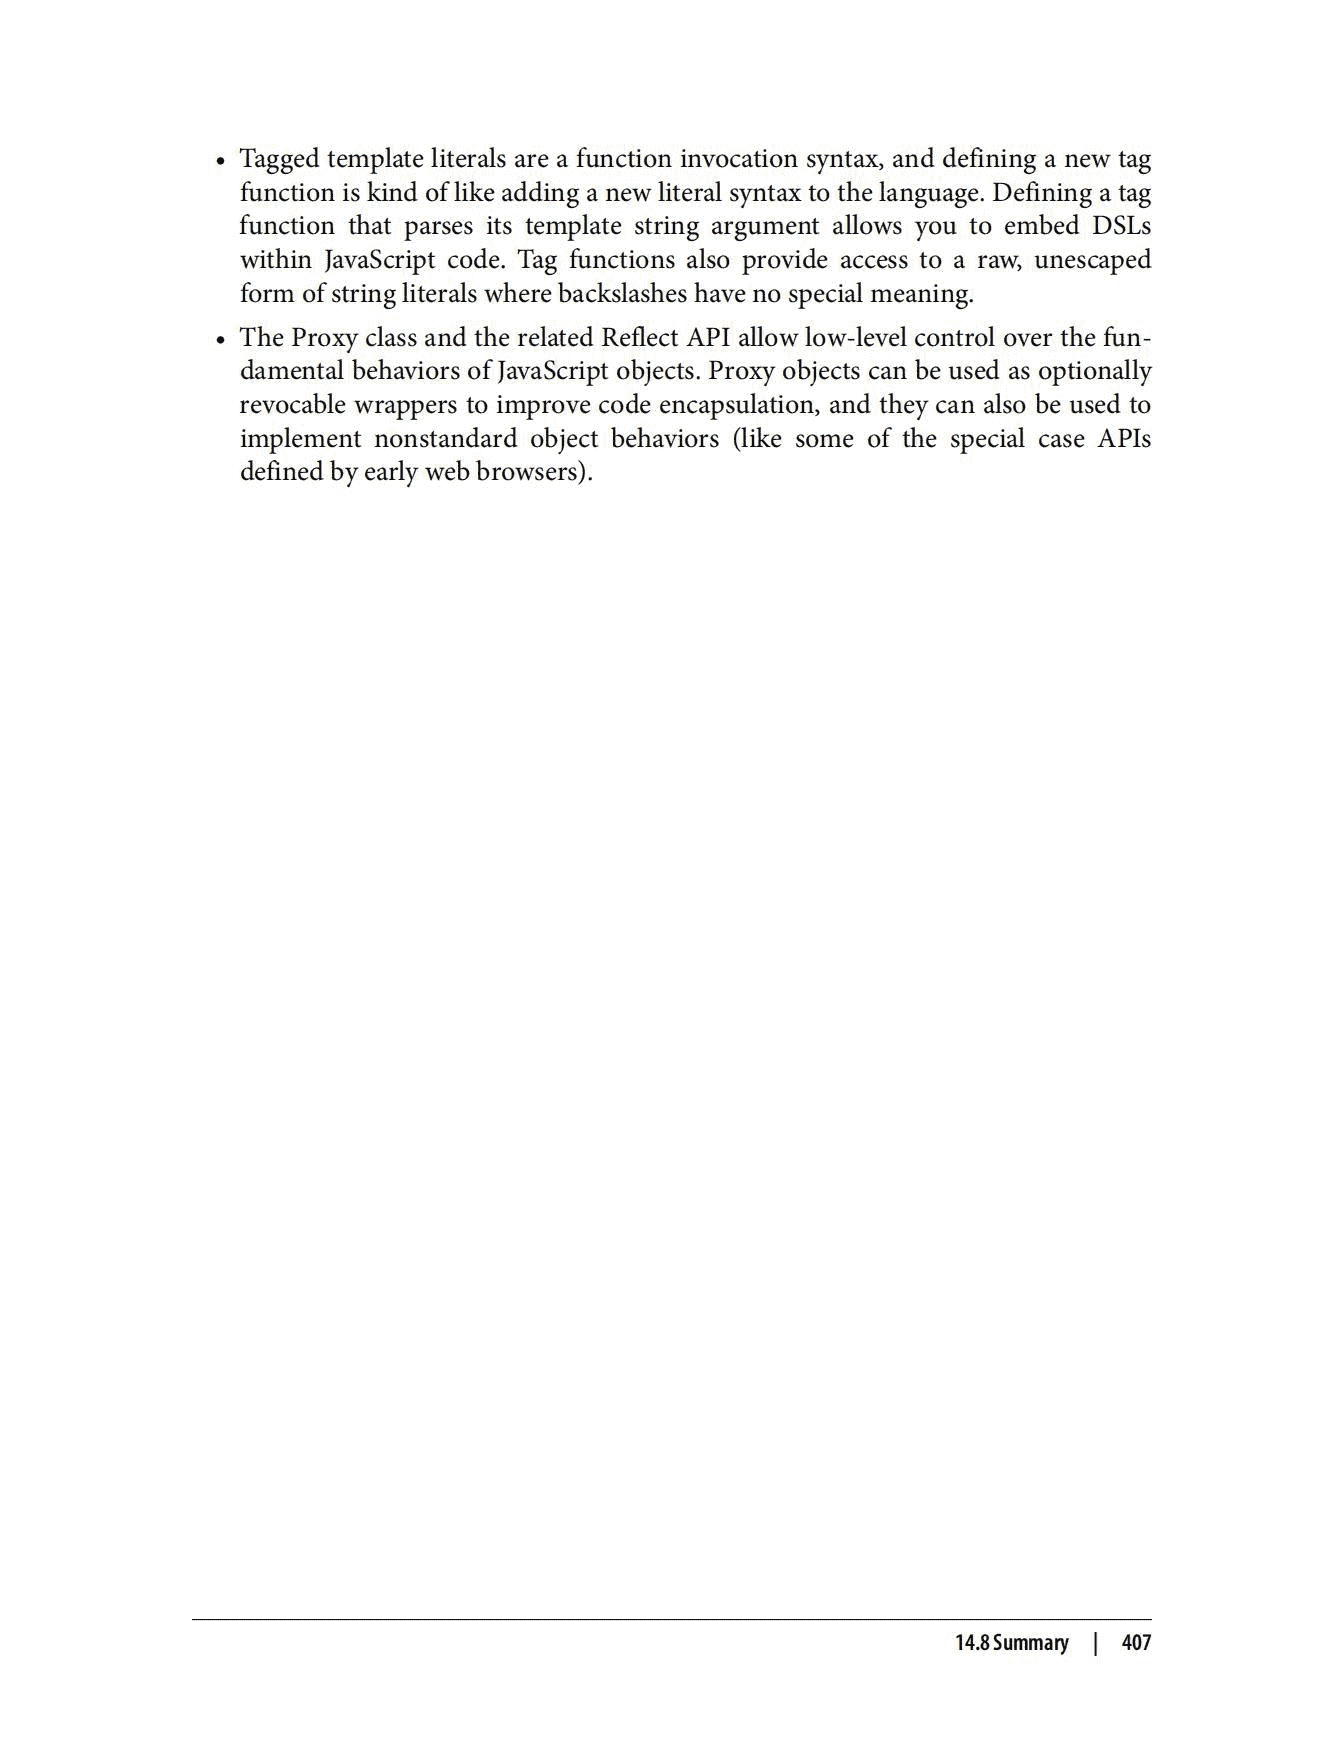 • Tagged template literals are a function invocation syntax, and defining a new tag
function is kind of like adding a new literal syntax to the language. Defining a tag
function that parses its template string argument allows you to embed DSLs
within JavaScript code. Tag functions also provide access to a raw, unescaped
form of string literals where backslashes have no special meaning.
• The Proxy class and the related Reflect API allow low-level control over the fun-
damental behaviors of JavaScript objects. Proxy objects can be used as optionally
revocable wrappers to improve code encapsulation, and they can also be used to
implement nonstandard object behaviors (like some of the special case APIs
defined by early web browsers).
14.8 Summary | 407